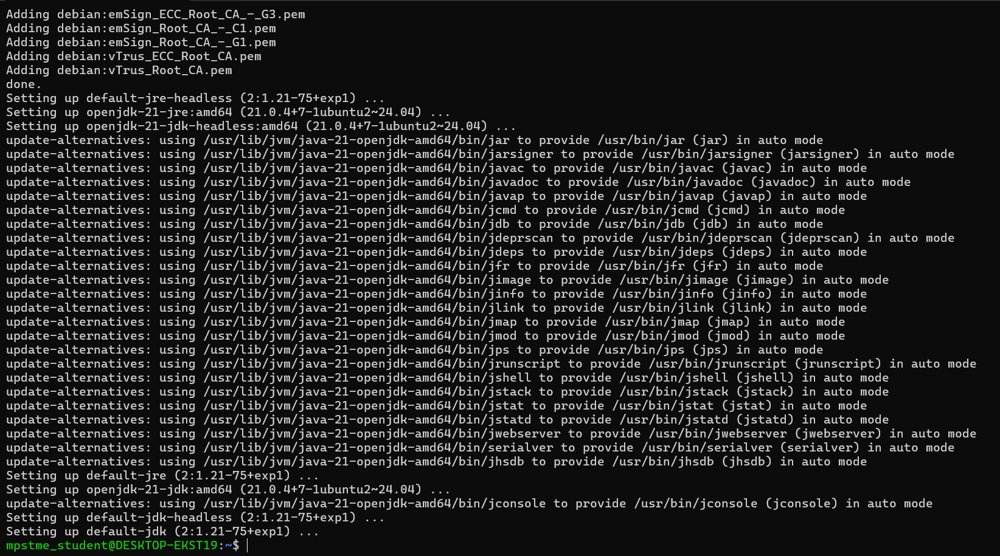 Adding debian:emSign_ECC_Root_CA_-_G3.pem
Adding debian:emSign_Root_CA_-_C1.pem
Adding debian:emSign_Root_CA_-_G1.pem
Adding debian:vTrus_ECC_Root_CA.pem
Adding debian:vTrus_Root_CA.pem
done.
Setting up default-jre-headless (2:1.21-75+exp1) ...
Setting up openjdk-21-jre:amd64 (21.0.4+7-1ubuntu2~24.04) ...
Setting up openjdk-21-jdk-headless:amd64 (21.0.4+7-1ubuntu2~24.04) ...
update-alternatives: using /usr/lib/jvm/java-21-openjdk-amd64/bin/jar to provide /usr/bin/jar (jar) in auto mode
update-alternatives: using /usr/lib/jvm/java-21-openjdk-amd64/bin/jarsigner to provide /usr/bin/jarsigner (jarsigner) in auto mode
update-alternatives: using /usr/lib/jvm/java-21-openjdk-amd64/bin/javac to provide /usr/bin/javac (javac) in auto mode
update-alternatives: using /usr/lib/jvm/java-21-openjdk-amd64/bin/javadoc to provide /usr/bin/javadoc (javadoc) in auto mode
update-alternatives: using /usr/lib/jvm/java-21-openjdk-amd64/bin/javap to provide /usr/bin/javap (javap) in auto mode
update-alternatives: using /usr/lib/jvm/java-21-openjdk-amd64/bin/jcmd to provide /usr/bin/jcmd (jcmd) in auto mode
update-alternatives: using /usr/lib/jvm/java-21-openjdk-amd64/bin/jdb to provide /usr/bin/jdb (jdb) in auto mode
update-alternatives: using /usr/lib/jvm/java-21-openjdk-amd64/bin/jdeprscan to provide /usr/bin/jdeprscan (jdeprscan) in auto mode
update-alternatives: using /usr/lib/jvm/java-21-openjdk-amd64/bin/jdeps to provide /usr/bin/jdeps (jdeps) in auto mode
update-alternatives: using /usr/lib/jvm/java-21-openjdk-amd64/bin/jfr to provide /usr/bin/jfr (jfr) in auto mode
update-alternatives: using /usr/lib/jvm/java-21-openjdk-amd64/bin/jimage to provide /usr/bin/jimage (jimage) in auto mode
update-alternatives: using /usr/lib/jvm/java-21-openjdk-amd64/bin/jinfo to provide /usr/bin/jinfo (jinfo) in auto mode
update-alternatives: using /usr/lib/jvm/java-21-openjdk-amd64/bin/jlink to provide /usr/bin/jlink (jlink) in auto mode
update-alternatives: using /usr/lib/jvm/java-21-openjdk-amd64/bin/jmap to provide /usr/bin/jmap (jmap) in auto mode
update-alternatives: using /usr/lib/jvm/java-21-openjdk-amd64/bin/jmod to provide /usr/bin/jmod (jmod) in auto mode
update-alternatives: using /usr/lib/jvm/java-21-openjdk-amd64/bin/jps to provide /usr/bin/jps (jps) in auto mode
update-alternatives: using /usr/lib/jvm/java-21-openjdk-amd64/bin/jrunscript to provide /usr/bin/jrunscript (jrunscript) in auto mode
update-alternatives: using /usr/lib/jvm/java-21-openjdk-amd64/bin/jshell to provide /usr/bin/jshell (jshell) in auto mode
update-alternatives: using /usr/lib/jvm/java-21-openjdk-amd64/bin/jstack to provide /usr/bin/jstack (jstack) in auto mode
update-alternatives: using /usr/lib/jvm/java-21-openjdk-amd64/bin/jstat to provide /usr/bin/jstat (jstat) in auto mode
update-alternatives: using /usr/lib/jvm/java-21-openjdk-amd64/bin/jstatd to provide /usr/bin/jstatd (jstatd) in auto mode
update-alternatives: using /usr/lib/jvm/java-21-openjdk-amd64/bin/jwebserver to provide /usr/bin/jwebserver (jwebserver) in auto mode
update-alternatives: using /usr/lib/jvm/java-21-openjdk-amd64/bin/serialver to provide /usr/bin/serialver (serialver) in auto mode
update-alternatives: using /usr/lib/jvm/java-21-openjdk-amd64/bin/jhsdb to provide /usr/bin/jhsdb (jhsdb) in auto mode
Setting up default-jre (2:1.21-75+exp1) ...
Setting up openjdk-21-jdk:amd64 (21.0.4+7-1ubuntu2~24.04) ...
update-alternatives: using /usr/lib/jvm/java-21-openjdk-amd64/bin/jconsole to provide /usr/bin/jconsole (jconsole) in auto mode
Setting up default-jdk-headless (2:1.21-75+exp1) ...
Setting up default-jdk (2:1.21-75+exp1) ...
mpstme_student@DESKTOP-EKST19:~$